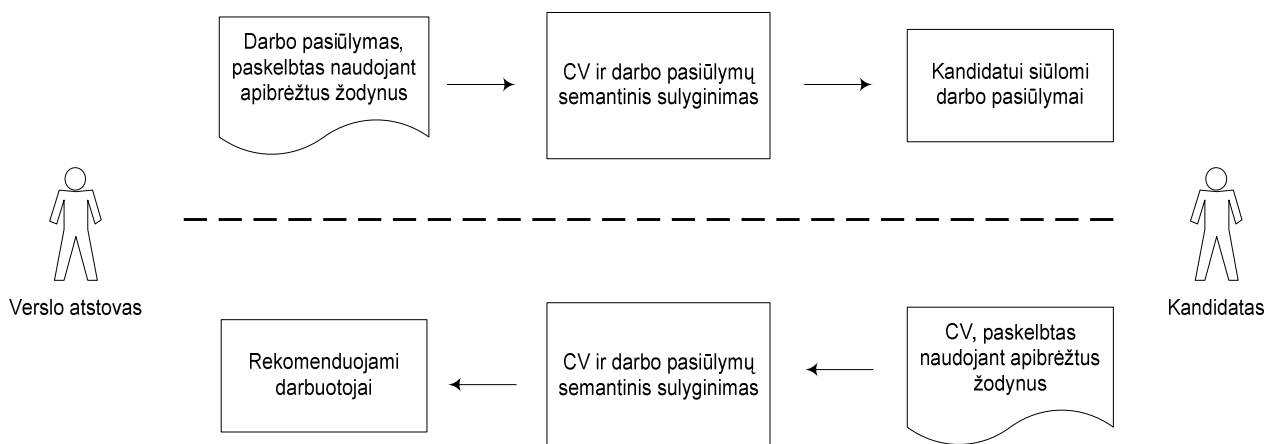 Darbo pasiūlymas,
paskelbtas naudojant
apibrėžtus žodynus
CV ir darbo pasiūlymų
semantinis sulyginimas
Kandidatui siūlomi
darbo pasiūlymai
Verslo atstovas
Kandidatas
Rekomenduojami
darbuotojai
CV ir darbo pasiūlymų
semantinis sulyginimas
CV, paskelbtas
naudojant apibrėžtus
žodynus